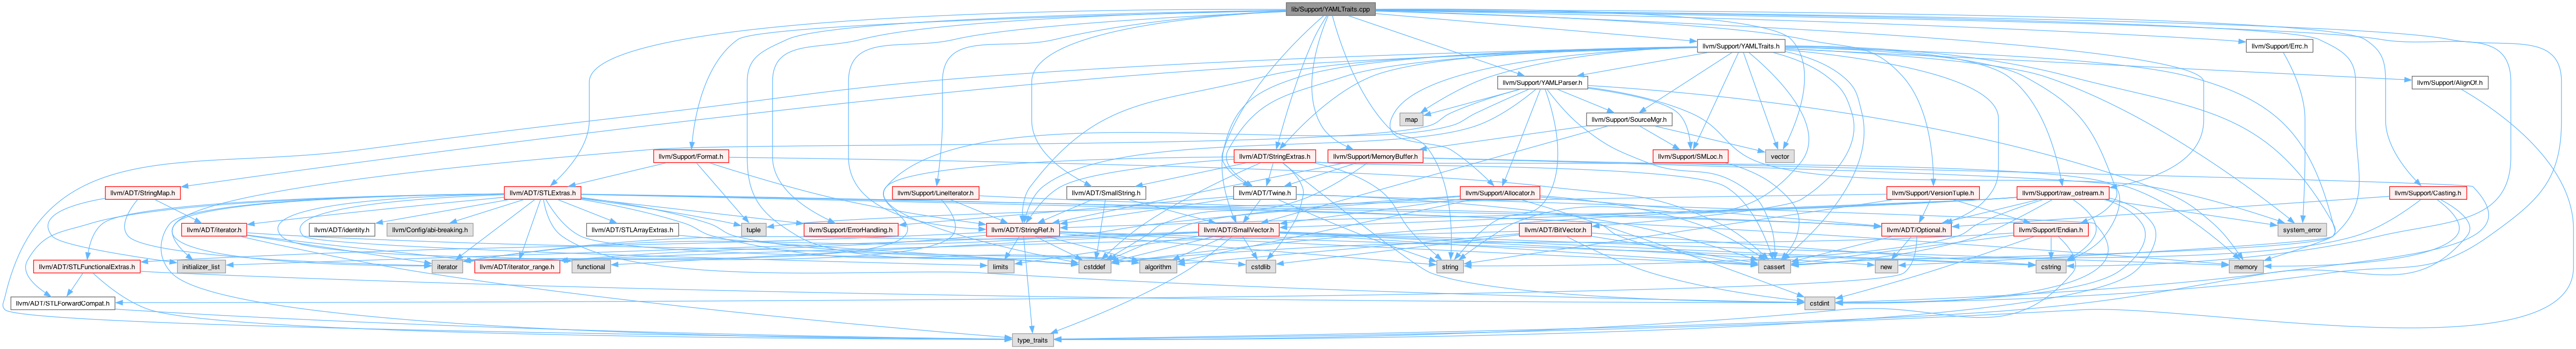 lib/Support/YAMLTraits.cpp
llvm/Support/YAMLTraits.h
llvm/Support/Errc.h
llvm/Support/YAMLParser.h
llvm/Support/AlignOf.h
map
llvm/Support/SourceMgr.h
llvm/Support/Format.h
llvm/ADT/StringExtras.h
llvm/Support/MemoryBuffer.h
llvm/Support/SMLoc.h
vector
llvm/ADT/StringMap.h
llvm/ADT/STLExtras.h
llvm/Support/LineIterator.h
llvm/ADT/SmallString.h
llvm/ADT/Twine.h
llvm/Support/Allocator.h
llvm/Support/VersionTuple.h
llvm/Support/raw_ostream.h
llvm/Support/Casting.h
llvm/ADT/iterator.h
llvm/ADT/identity.h
llvm/Config/abi-breaking.h
llvm/ADT/STLArrayExtras.h
tuple
llvm/Support/ErrorHandling.h
llvm/ADT/StringRef.h
llvm/ADT/SmallVector.h
llvm/ADT/BitVector.h
llvm/ADT/Optional.h
llvm/Support/Endian.h
system_error
llvm/ADT/STLFunctionalExtras.h
initializer_list
iterator
llvm/ADT/iterator_range.h
functional
limits
cstddef
algorithm
cstdlib
string
cassert
new
cstring
memory
llvm/ADT/STLForwardCompat.h
cstdint
type_traits